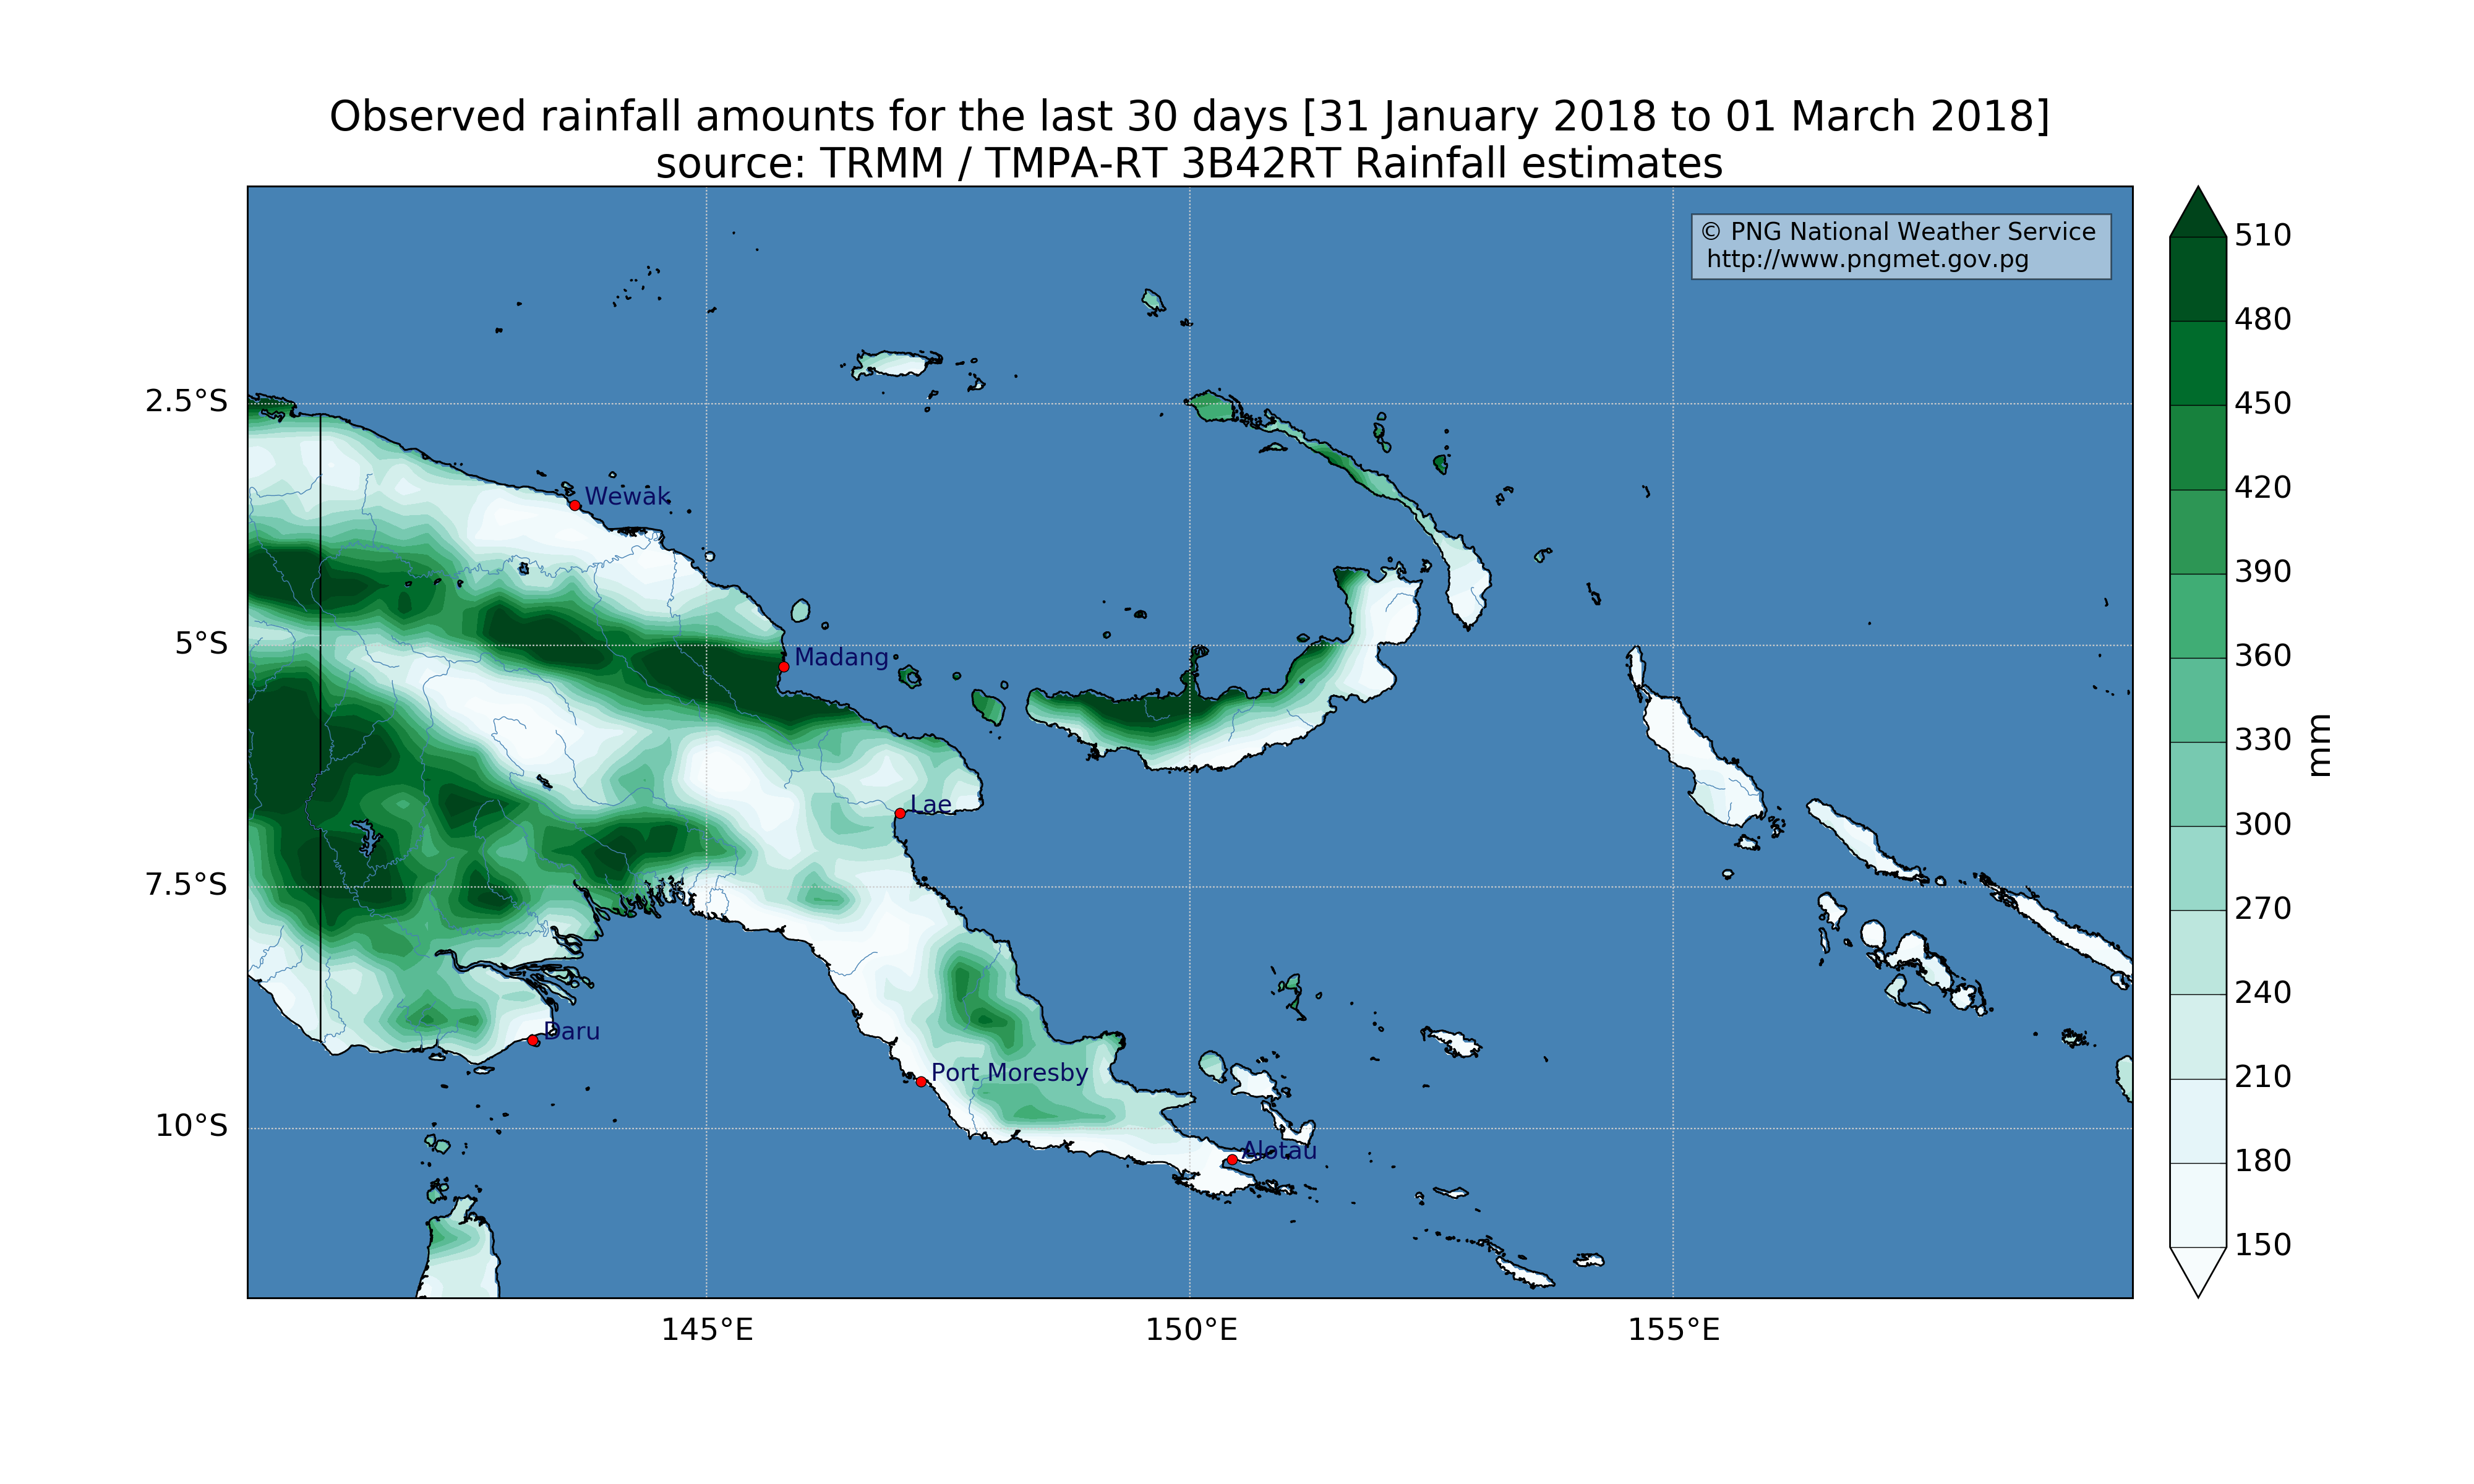 Observed rainfall amounts for the last 30 days [31 January 2018 to 01 March 2018]
source: TRMM / TMPA-RT 3B42RT Rainfall estimates
© PNG National Weather Service
http://www.pngmet.gov.pg
510
480
450
420
390
360
330
300
270
240
210
180
150
mm
2.5°S
5°S
7.5°S
10°S
Wewak
Madang
Lae
Daru
Port Moresby
Alotau
145°E
150°E
155°E